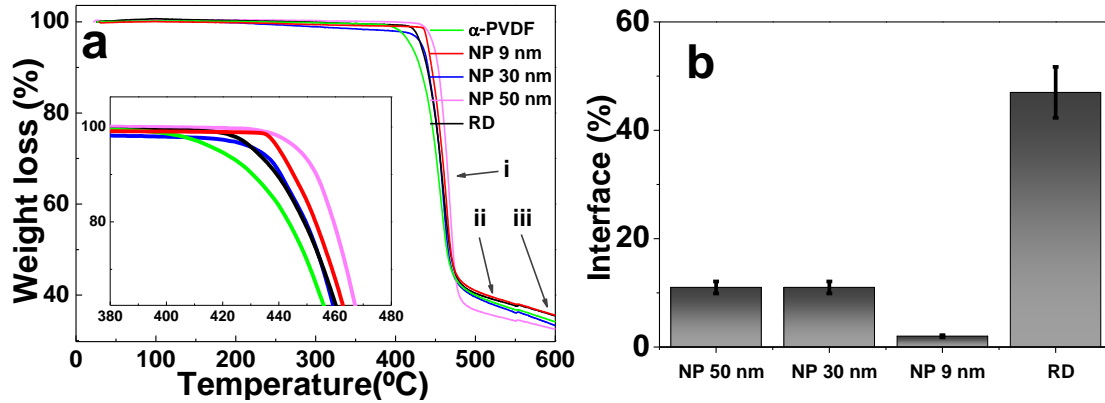 a
Weight loss (%)
100
80
60
40
0
100
200
300
400
500
600
Temperature(ºC)
α-PVDF
NP 9 nm
NP 30 nm
NP 50 nm
RD
i
ii
iii
100
80
380
400
420
440
460
480
b
Interface (%)
60
40
20
0
NP 50 nm
NP 30 nm
NP 9 nm
RD